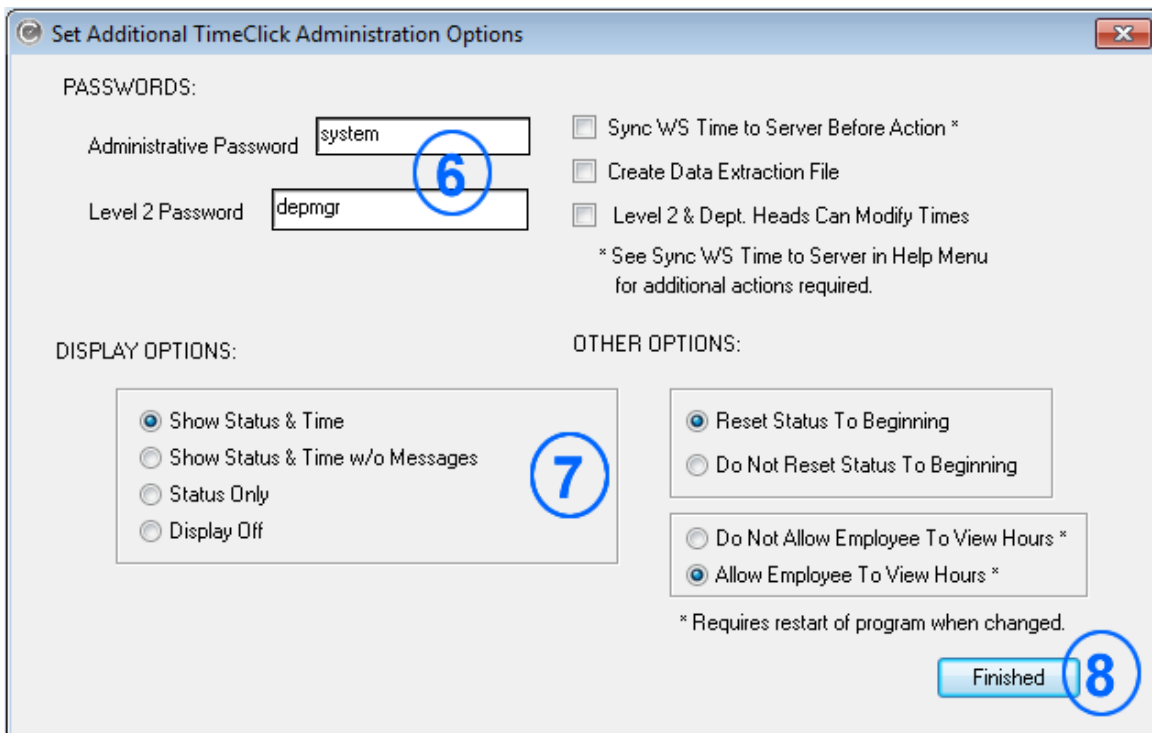 Set Additional TimeClick Administration Options
PASSWORDS:
Administrative Password system
Level 2 Password depmgr
6
Sync WS Time to Server Before Action *
Create Data Extraction File
Level 2 & Dept. Heads Can Modify Times
* See Sync WS Time to Server in Help Menu
for additional actions required.
DISPLAY OPTIONS:
Show Status & Time
Show Status & Time w/o Messages
Status Only
Display Off
7
OTHER OPTIONS:
Reset Status To Beginning
Do Not Reset Status To Beginning
Do Not Allow Employee To View Hours *
Allow Employee To View Hours *
* Requires restart of program when changed.
Finished
8